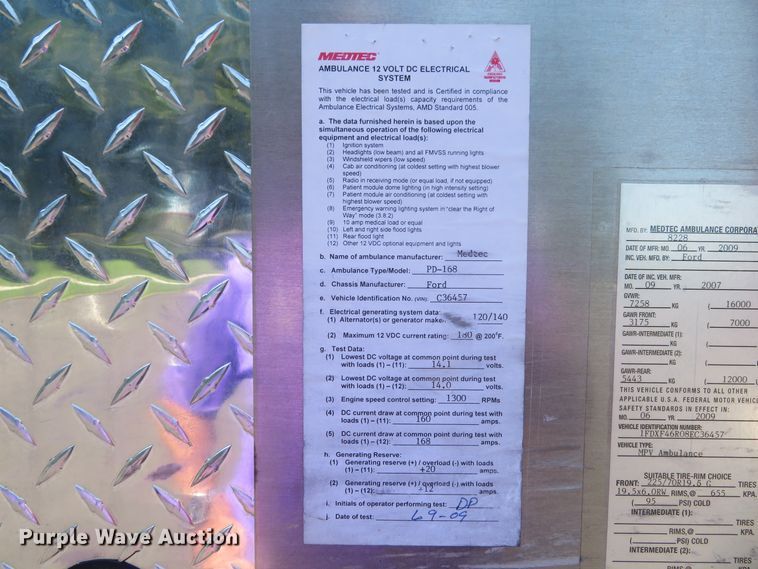 MEDTEC
AMBULANCE 12 VOLT DC ELECTRICAL
SYSTEM
This vehicle has been tested and is Certified in compliance
with the electrical load(s) capacity requirements of the
Ambulance Electrical Systems, AMD Standard 005.
a. The data furnished herein is based upon the
simultaneous operation of the following electrical
equipment and electrical load(s):
(1) Ignition system
(2) Headlights (low beam) and all FMVSS running lights
(3) Windshield wipers (low speed)
(4) Cab air conditioning (at coldest setting with highest blower
speed)
(5) Radio in receiving mode (or equal load, if not equipped)
(6) Patient module dome lighting (in high intensity setting)
(7) Patient module air conditioning (at coldest setting with
highest blower speed)
(8) Emergency warning lighting system in "clear the Right of
Way" mode (3.8.2)
(9) 10 amp medical load or equal
(10) Left and right side flood lights
(11) Rear flood light
(12) Other 12 VDC optional equipment and lights
b. Name of ambulance manufacturer: Medtec
c. Ambulance Type/Model: PD-168
d. Chassis Manufacturer: Ford
e. Vehicle Identification No. (VIN): C36457
f. Electrical generating system data:
(1) Alternator(s) or generator make: 120/140
(2) Maximum 12 VDC current rating: 180 @ 200°F.
g. Test Data:
(1) Lowest DC voltage at common point during test
with loads (1) – (11): 14.1 volts.
(2) Lowest DC voltage at common point during test
with loads (1) – (12): 14.0 volts.
(3) Engine speed control setting: 1300 RPMs
(4) DC current draw at common point during test with
loads (1) – (11): 160 amps.
(5) DC current draw at common point during test with
loads (1) – (12): 168 amps.
h. Generating Reserve:
(1) Generating reserve (+) / overload (-) with loads
(1) – (11): +20 amps.
(2) Generating reserve (+) / overload (-) with loads
(1) – (12): +12 amps.
i. Initials of operator performing test: DP
j. Date of test: 6-9-09
MFD. BY: MEDTEC AMBULANCE CORPORA
8228
DATE OF MFR: MO. 06 YR. 2009
INC. VEH. MFD. BY: Ford
DATE OF INC. VEH. MFR:
MO. 09 YR. 2007
GVWR:
7258 KG ( 16000
GAWR FRONT:
3175 KG ( 7000
GAWR-INTERMEDIATE (1):
KG (
GAWR-INTERMEDIATE (2):
KG (
GAWR-REAR:
5443 KG ( 12000
THIS VEHICLE CONFORMS TO ALL OTHER
APPLICABLE U.S.A. FEDERAL MOTOR VEHICL
SAFETY STANDARDS IN EFFECT IN:
MO. 06 YR. 2009
VEHICLE IDENTIFICATION NUMBER:
1FDXF46R08EC36457
VEHICLE TYPE:
MPV Ambulance
SUITABLE TIRE-RIM CHOICE
FRONT: 225/70R19.5 G TIRES
19.5x6.0RW RIMS,@ 655 KPA.
( 95 PSI) COLD
INTERMEDIATE (1):
TIRES
RIMS,@ KPA.
( PSI) COLD
INTERMEDIATE (2):
TIRES
RIMS,@ KPA
Purple Wave Auction